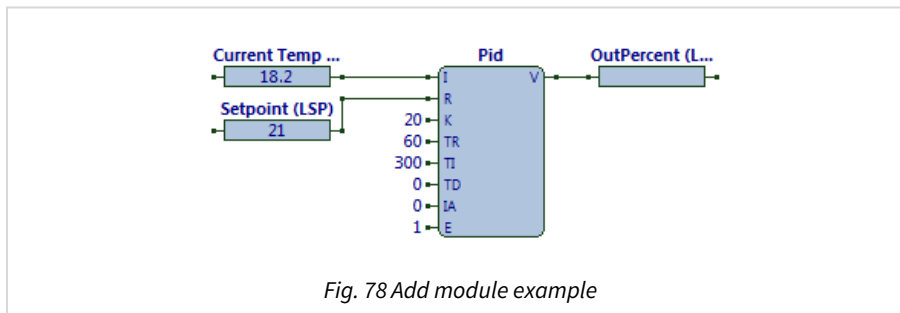 Current Temp ... Pid OutPercent (L...
18.2 I V
R
Setpoint (LSP)
21
20 K
60 TR
300 TI
0 TD
0 IA
1 E
Fig. 78 Add module example